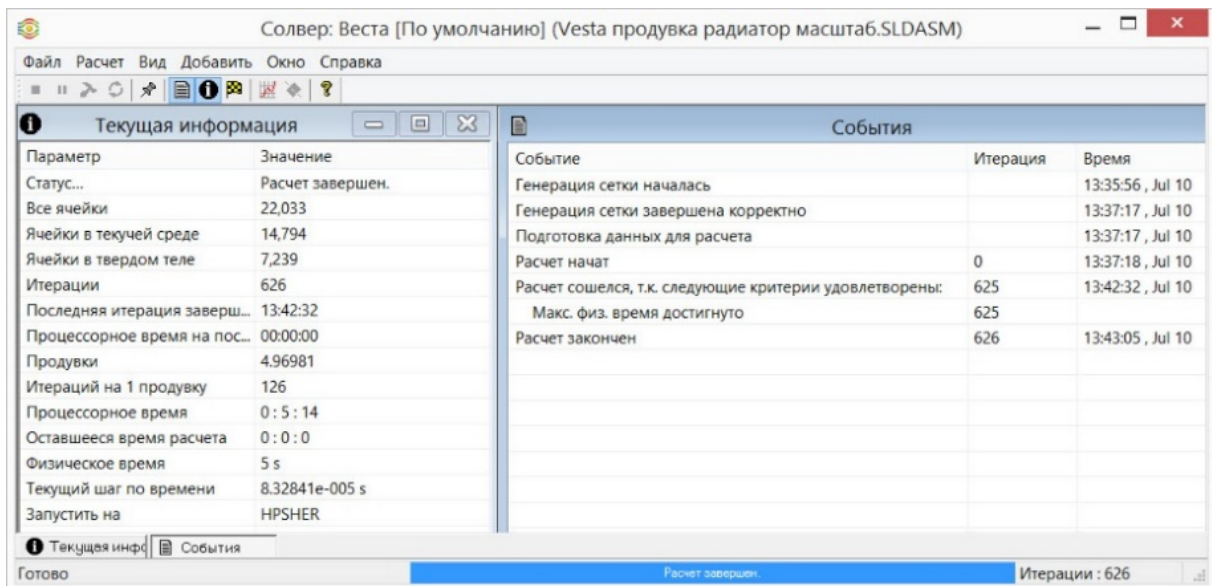 Солвер: Веста [По умолчанию] (Vesta продувка радиатор масштаб.SLDASM)
Файл Расчет Вид Добавить Окно Справка
Текущая информация
Параметр Значение
Статус... Расчет завершен.
Все ячейки 22,033
Ячейки в текучей среде 14,794
Ячейки в твердом теле 7,239
Итерации 626
Последняя итерация заверш... 13:42:32
Процессорное время на пос... 00:00:00
Продувки 4.96981
Итераций на 1 продувку 126
Процессорное время 0 : 5 : 14
Оставшееся время расчета 0 : 0 : 0
Физическое время 5 s
Текущий шаг по времени 8.32841e-005 s
Запустить на HPSHER
События
Событие Итерация Время
Генерация сетки началась 13:35:56 , Jul 10
Генерация сетки завершена корректно 13:37:17 , Jul 10
Подготовка данных для расчета 13:37:17 , Jul 10
Расчет начат 0 13:37:18 , Jul 10
Расчет сошелся, т.к. следующие критерии удовлетворены: 625 13:42:32 , Jul 10
Макс. физ. время достигнуто 625
Расчет закончен 626 13:43:05 , Jul 10
Текущая инфо События
Готово Расчет завершен. Итерации : 626